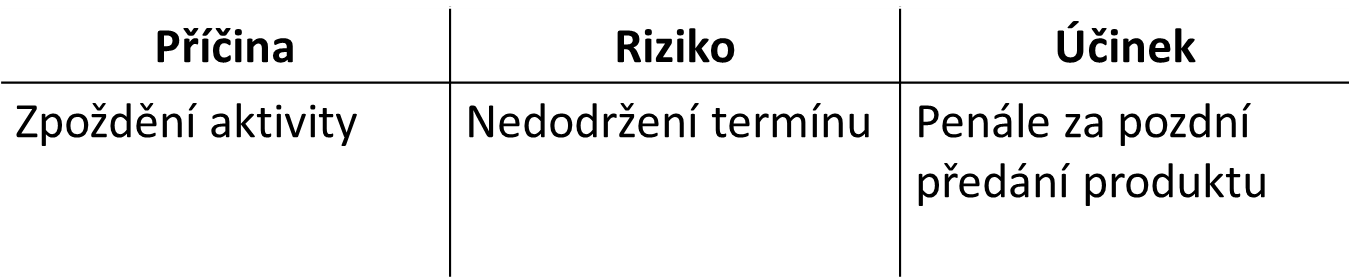 Příčina
Riziko
Účinek
Zpoždění aktivity
Nedodržení termínu
Penále za pozdní
předání produktu